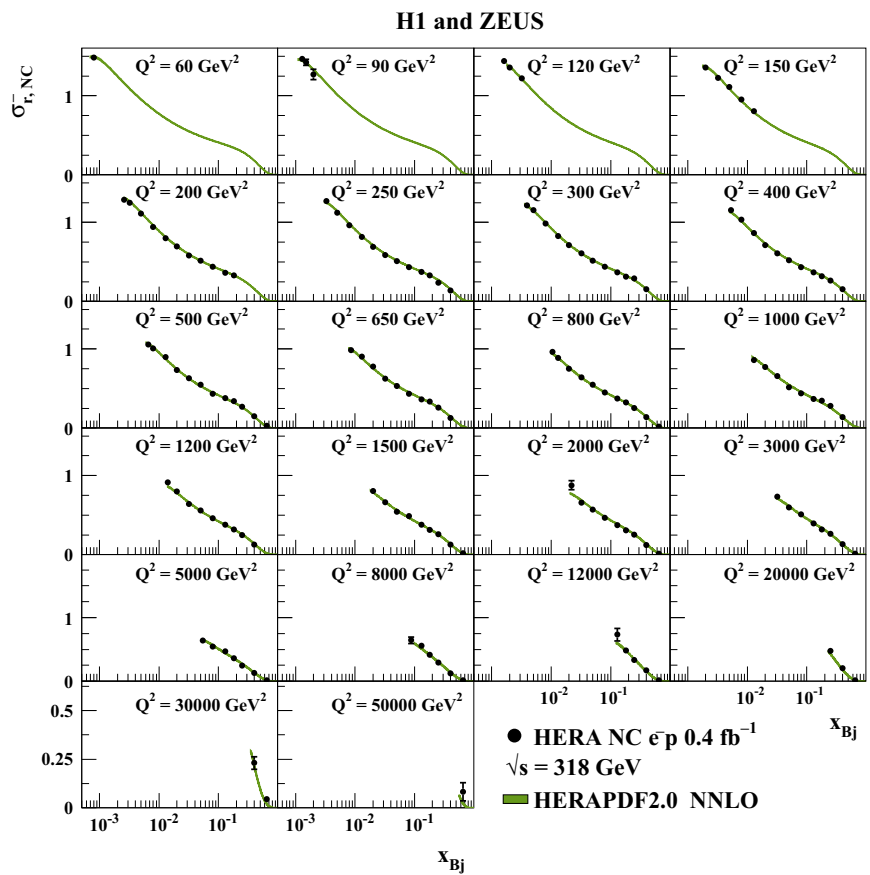 H1 and ZEUS
σ⁻r, NC
Q² = 60 GeV²
Q² = 90 GeV²
Q² = 120 GeV²
Q² = 150 GeV²
1
0
Q² = 200 GeV²
Q² = 250 GeV²
Q² = 300 GeV²
Q² = 400 GeV²
1
0
Q² = 500 GeV²
Q² = 650 GeV²
Q² = 800 GeV²
Q² = 1000 GeV²
1
0
Q² = 1200 GeV²
Q² = 1500 GeV²
Q² = 2000 GeV²
Q² = 3000 GeV²
1
0
Q² = 5000 GeV²
Q² = 8000 GeV²
Q² = 12000 GeV²
Q² = 20000 GeV²
1
0
10⁻² 10⁻¹ 10⁻² 10⁻¹
xBj
Q² = 30000 GeV²
Q² = 50000 GeV²
0.5
0.25
0
10⁻³ 10⁻² 10⁻¹ 10⁻³ 10⁻² 10⁻¹
xBj
HERA NC e⁻p 0.4 fb⁻¹
√s = 318 GeV
HERAPDF2.0 NNLO